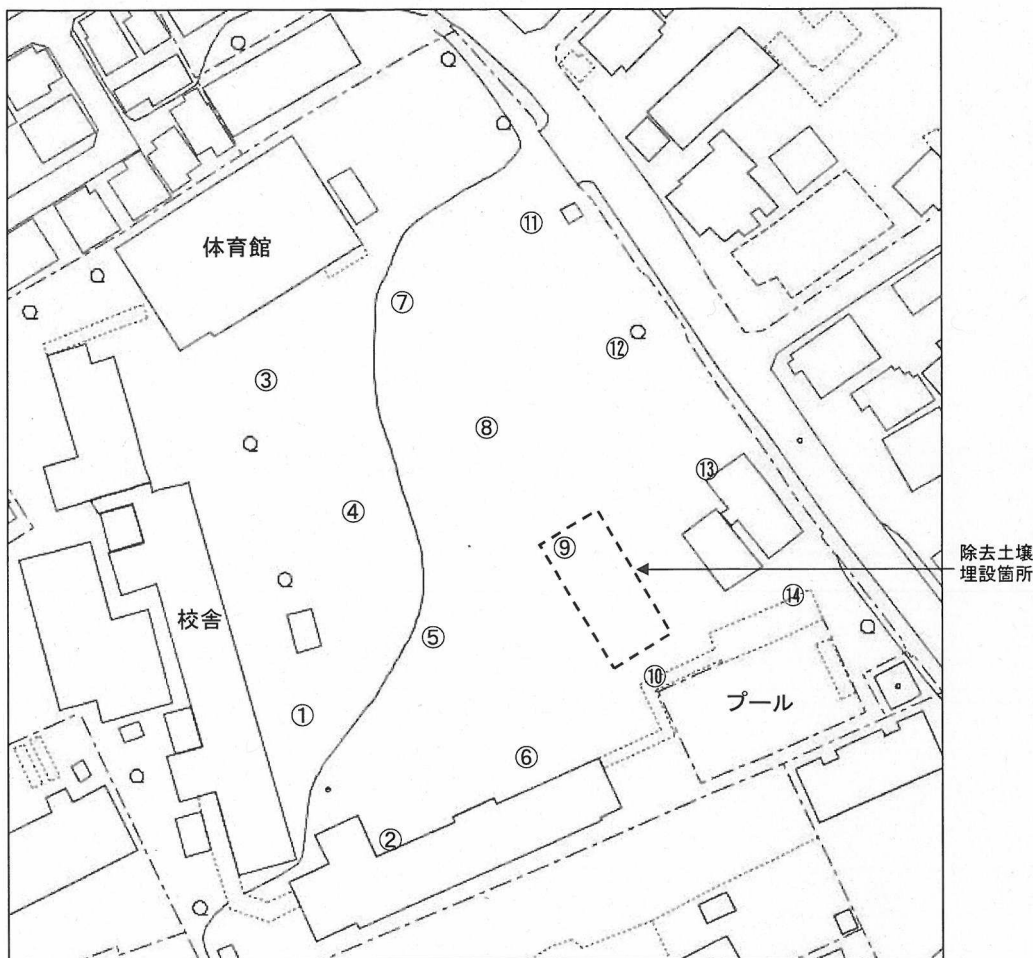 ⑪
体育館
⑦
⑫
③
⑧
⑬
④
⑨
除去土壌
埋設箇所
⑭
校舎
⑤
⑩
プール
①
⑥
②